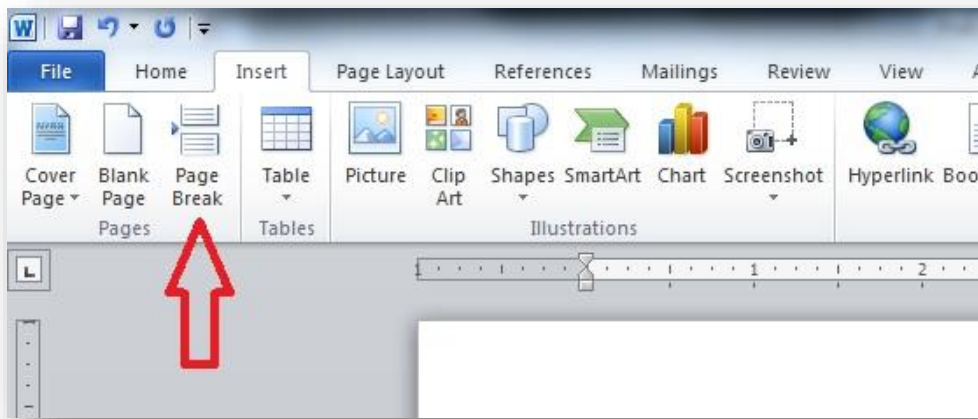 File Home Insert Page Layout References Mailings Review View
Cover Page Blank Page Page Break Table Picture Clip Art Shapes SmartArt Chart Screenshot Hyperlink
Pages Tables Illustrations
L
1 1 2